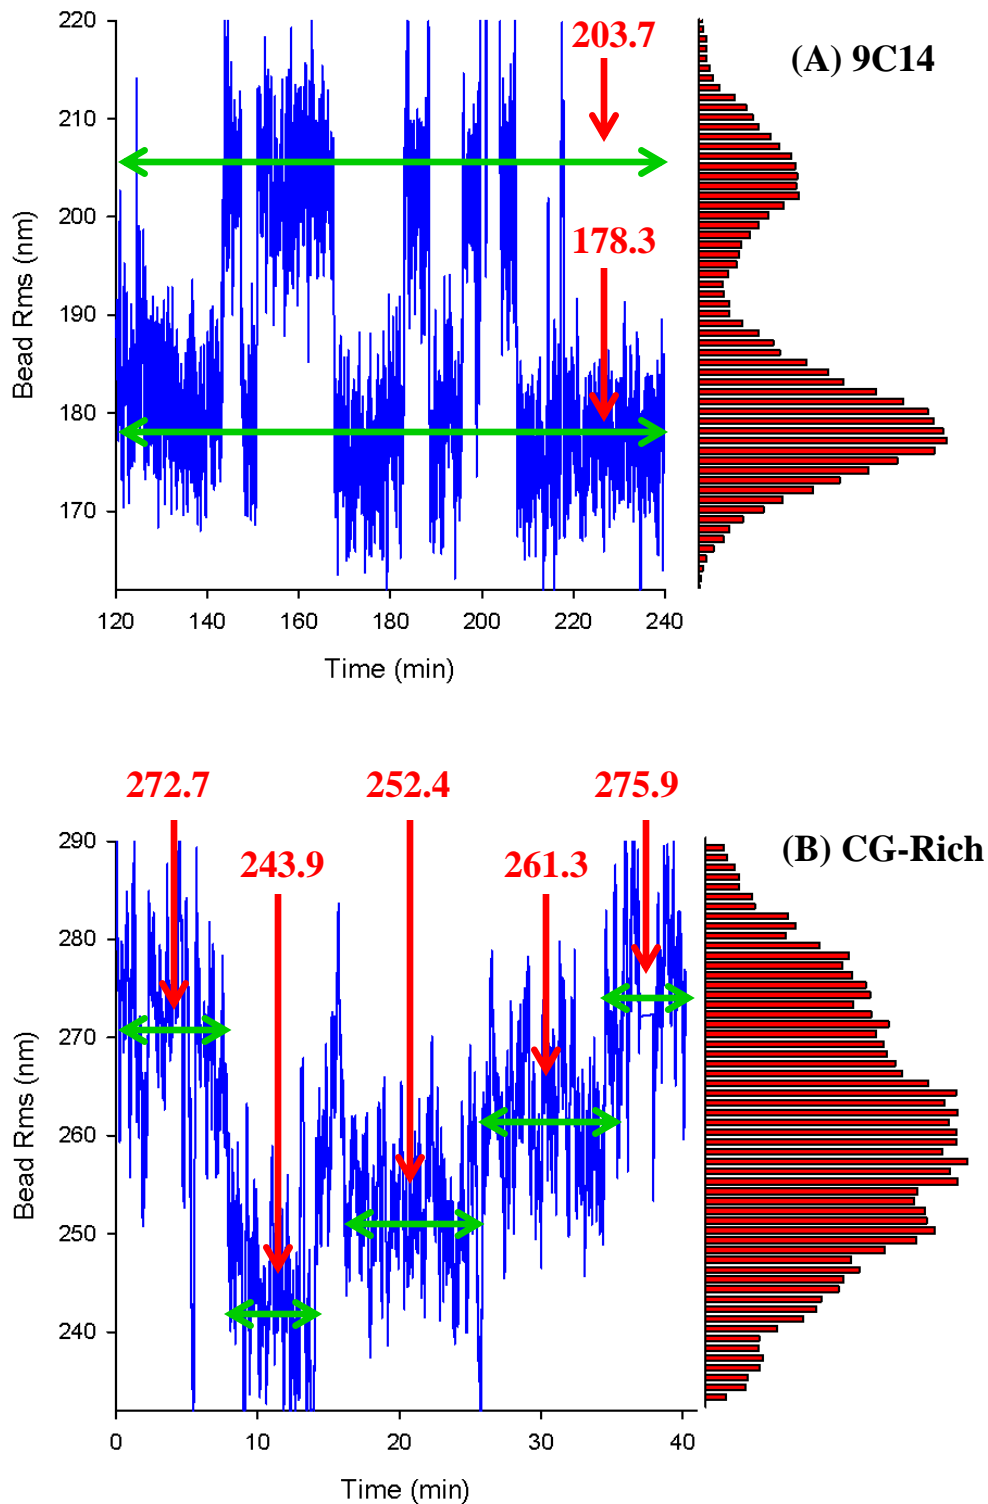 220
203.7
(A) 9C14
210
Bead Rms (nm)
200
178.3
190
180
170
120 140 160 180 200 220 240
Time (min)
272.7 252.4 275.9
290
(B) CG-Rich
243.9 261.3
280
270
Bead Rms (nm)
260
250
240
0 10 20 30 40
Time (min)